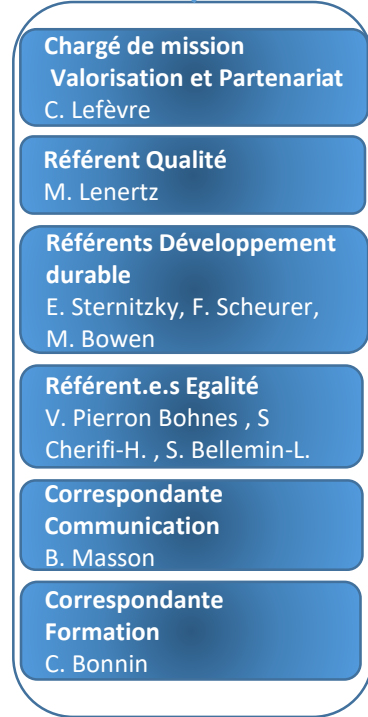 Chargé de mission
Valorisation et Partenariat
C. Lefèvre
Référent Qualité
M. Lenertz
Référents Développement
durable
E. Sternitzky, F. Scheurer,
M. Bowen
Référent.e.s Egalité
V. Pierron Bohnes , S
Cherifi-H. , S. Bellemin-L.
Correspondante
Communication
B. Masson
Correspondante
Formation
C. Bonnin